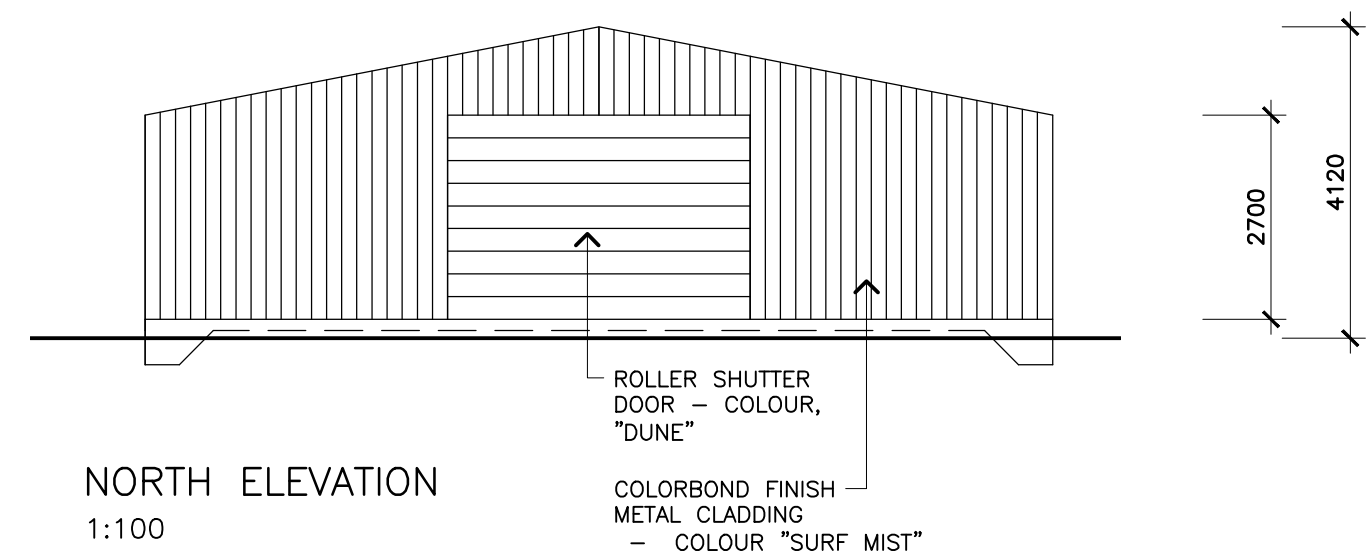 4120
2700
ROLLER SHUTTER
DOOR – COLOUR,
"DUNE"
NORTH ELEVATION
1:100
COLORBOND FINISH
METAL CLADDING
– COLOUR "SURF MIST"